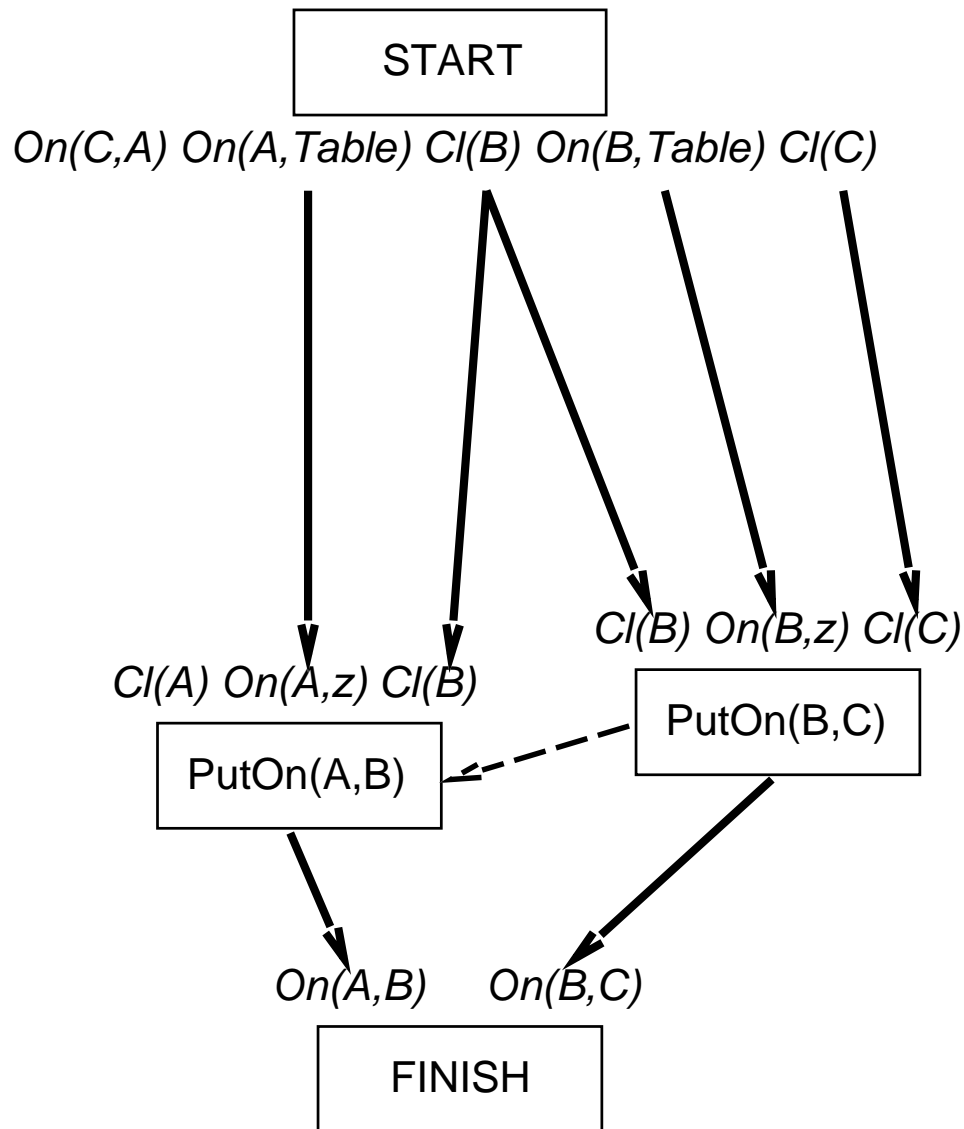 START
On(C,A) On(A,Table) Cl(B) On(B,Table) Cl(C)
Cl(B) On(B,z) Cl(C)
Cl(A) On(A,z) Cl(B)
PutOn(B,C)
PutOn(A,B)
On(A,B) On(B,C)
FINISH